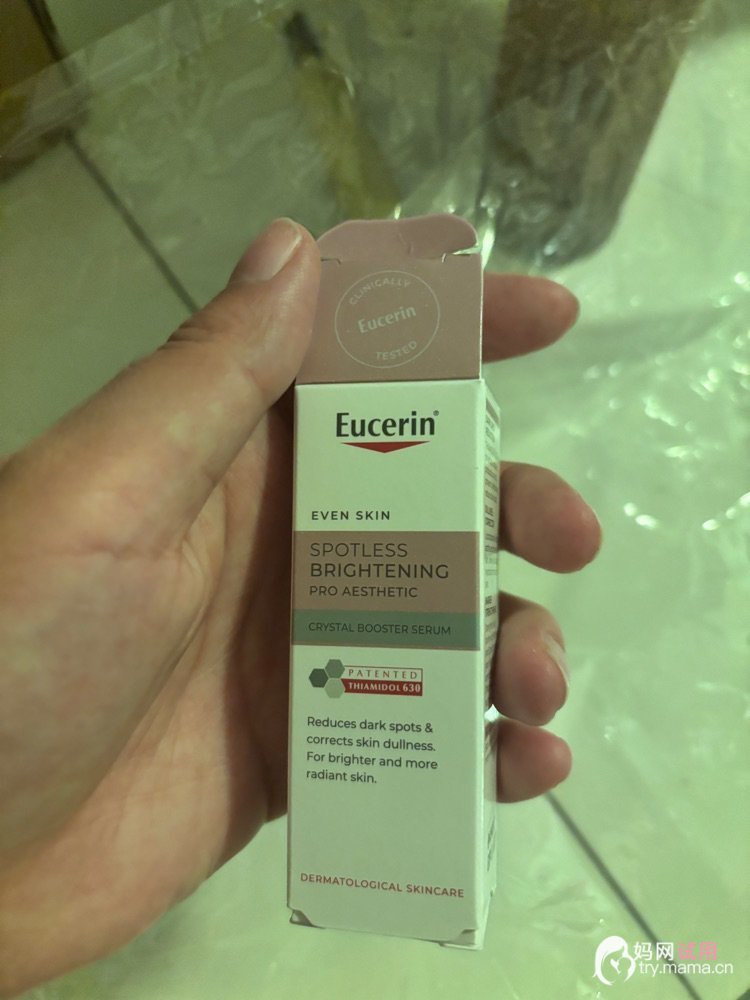 CLINICALLY
Eucerin
TESTED
Eucerin®
EVEN SKIN
SPOTLESS
BRIGHTENING
PRO AESTHETIC
CRYSTAL BOOSTER SERUM
PATENTED
THIAMIDOL 630
Reduces dark spots &
corrects skin dullness.
For brighter and more
radiant skin.
DERMATOLOGICAL SKINCARE
妈网试用
try.mama.cn